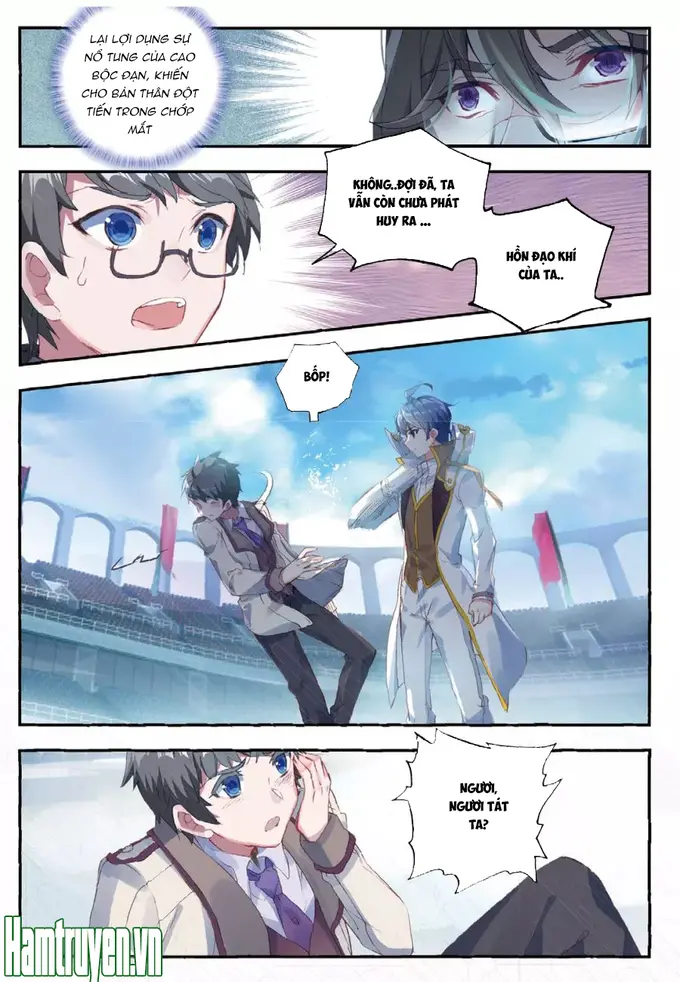 LẠI LỢI DỤNG SỰ
NỔ TUNG CỦA CAO
BỘC ĐẠN, KHIẾN
CHO BẢN THÂN ĐỘT
TIẾN TRONG CHỚP
MẮT
KHÔNG..ĐỢI ĐÃ, TA
VẪN CÒN CHƯA PHÁT
HUY RA ...
HỒN ĐẠO KHÍ
CỦA TA..
BỐP!
NGƯƠI,
NGƯƠI TÁT
TA?
Hamtruyen.vn